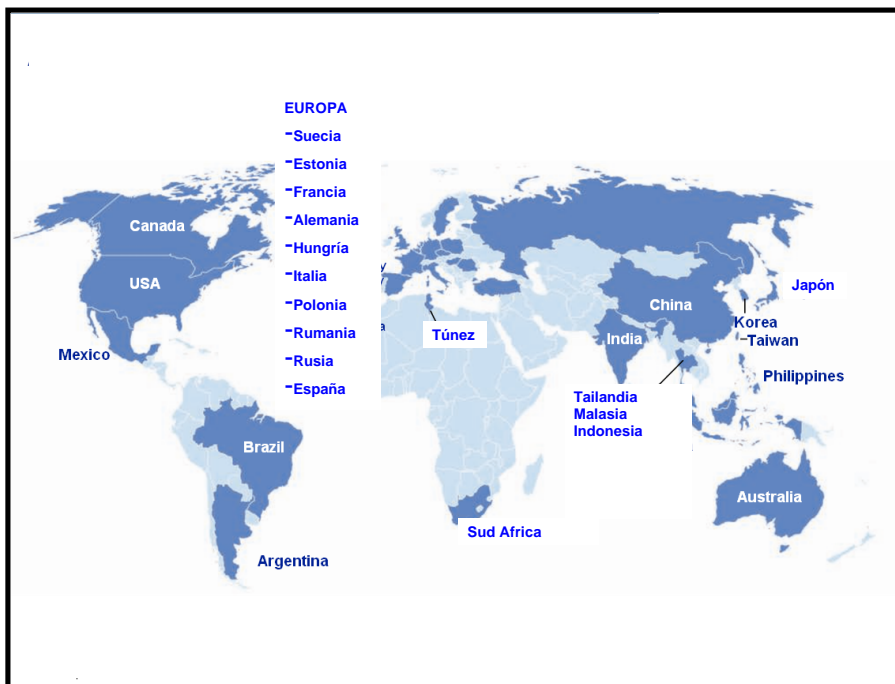 EUROPA
-Suecia
-Estonia
-Francia
-Alemania
-Hungría
-Italia
-Polonia
-Rumania
-Rusia
-España
Canada
USA
Mexico
Brazil
Argentina
Túnez
Sud Africa
China
India
Japón
Korea
Taiwan
Philippines
Tailandia
Malasia
Indonesia
Australia